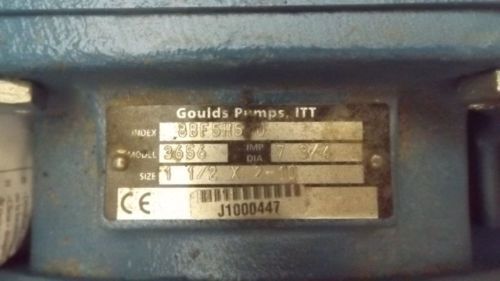 Goulds Pumps, ITT
INDEX
MODEL 3656 IMP DIA 7 3/4
SIZE 1 1/2 X 2-10
CE J1000447